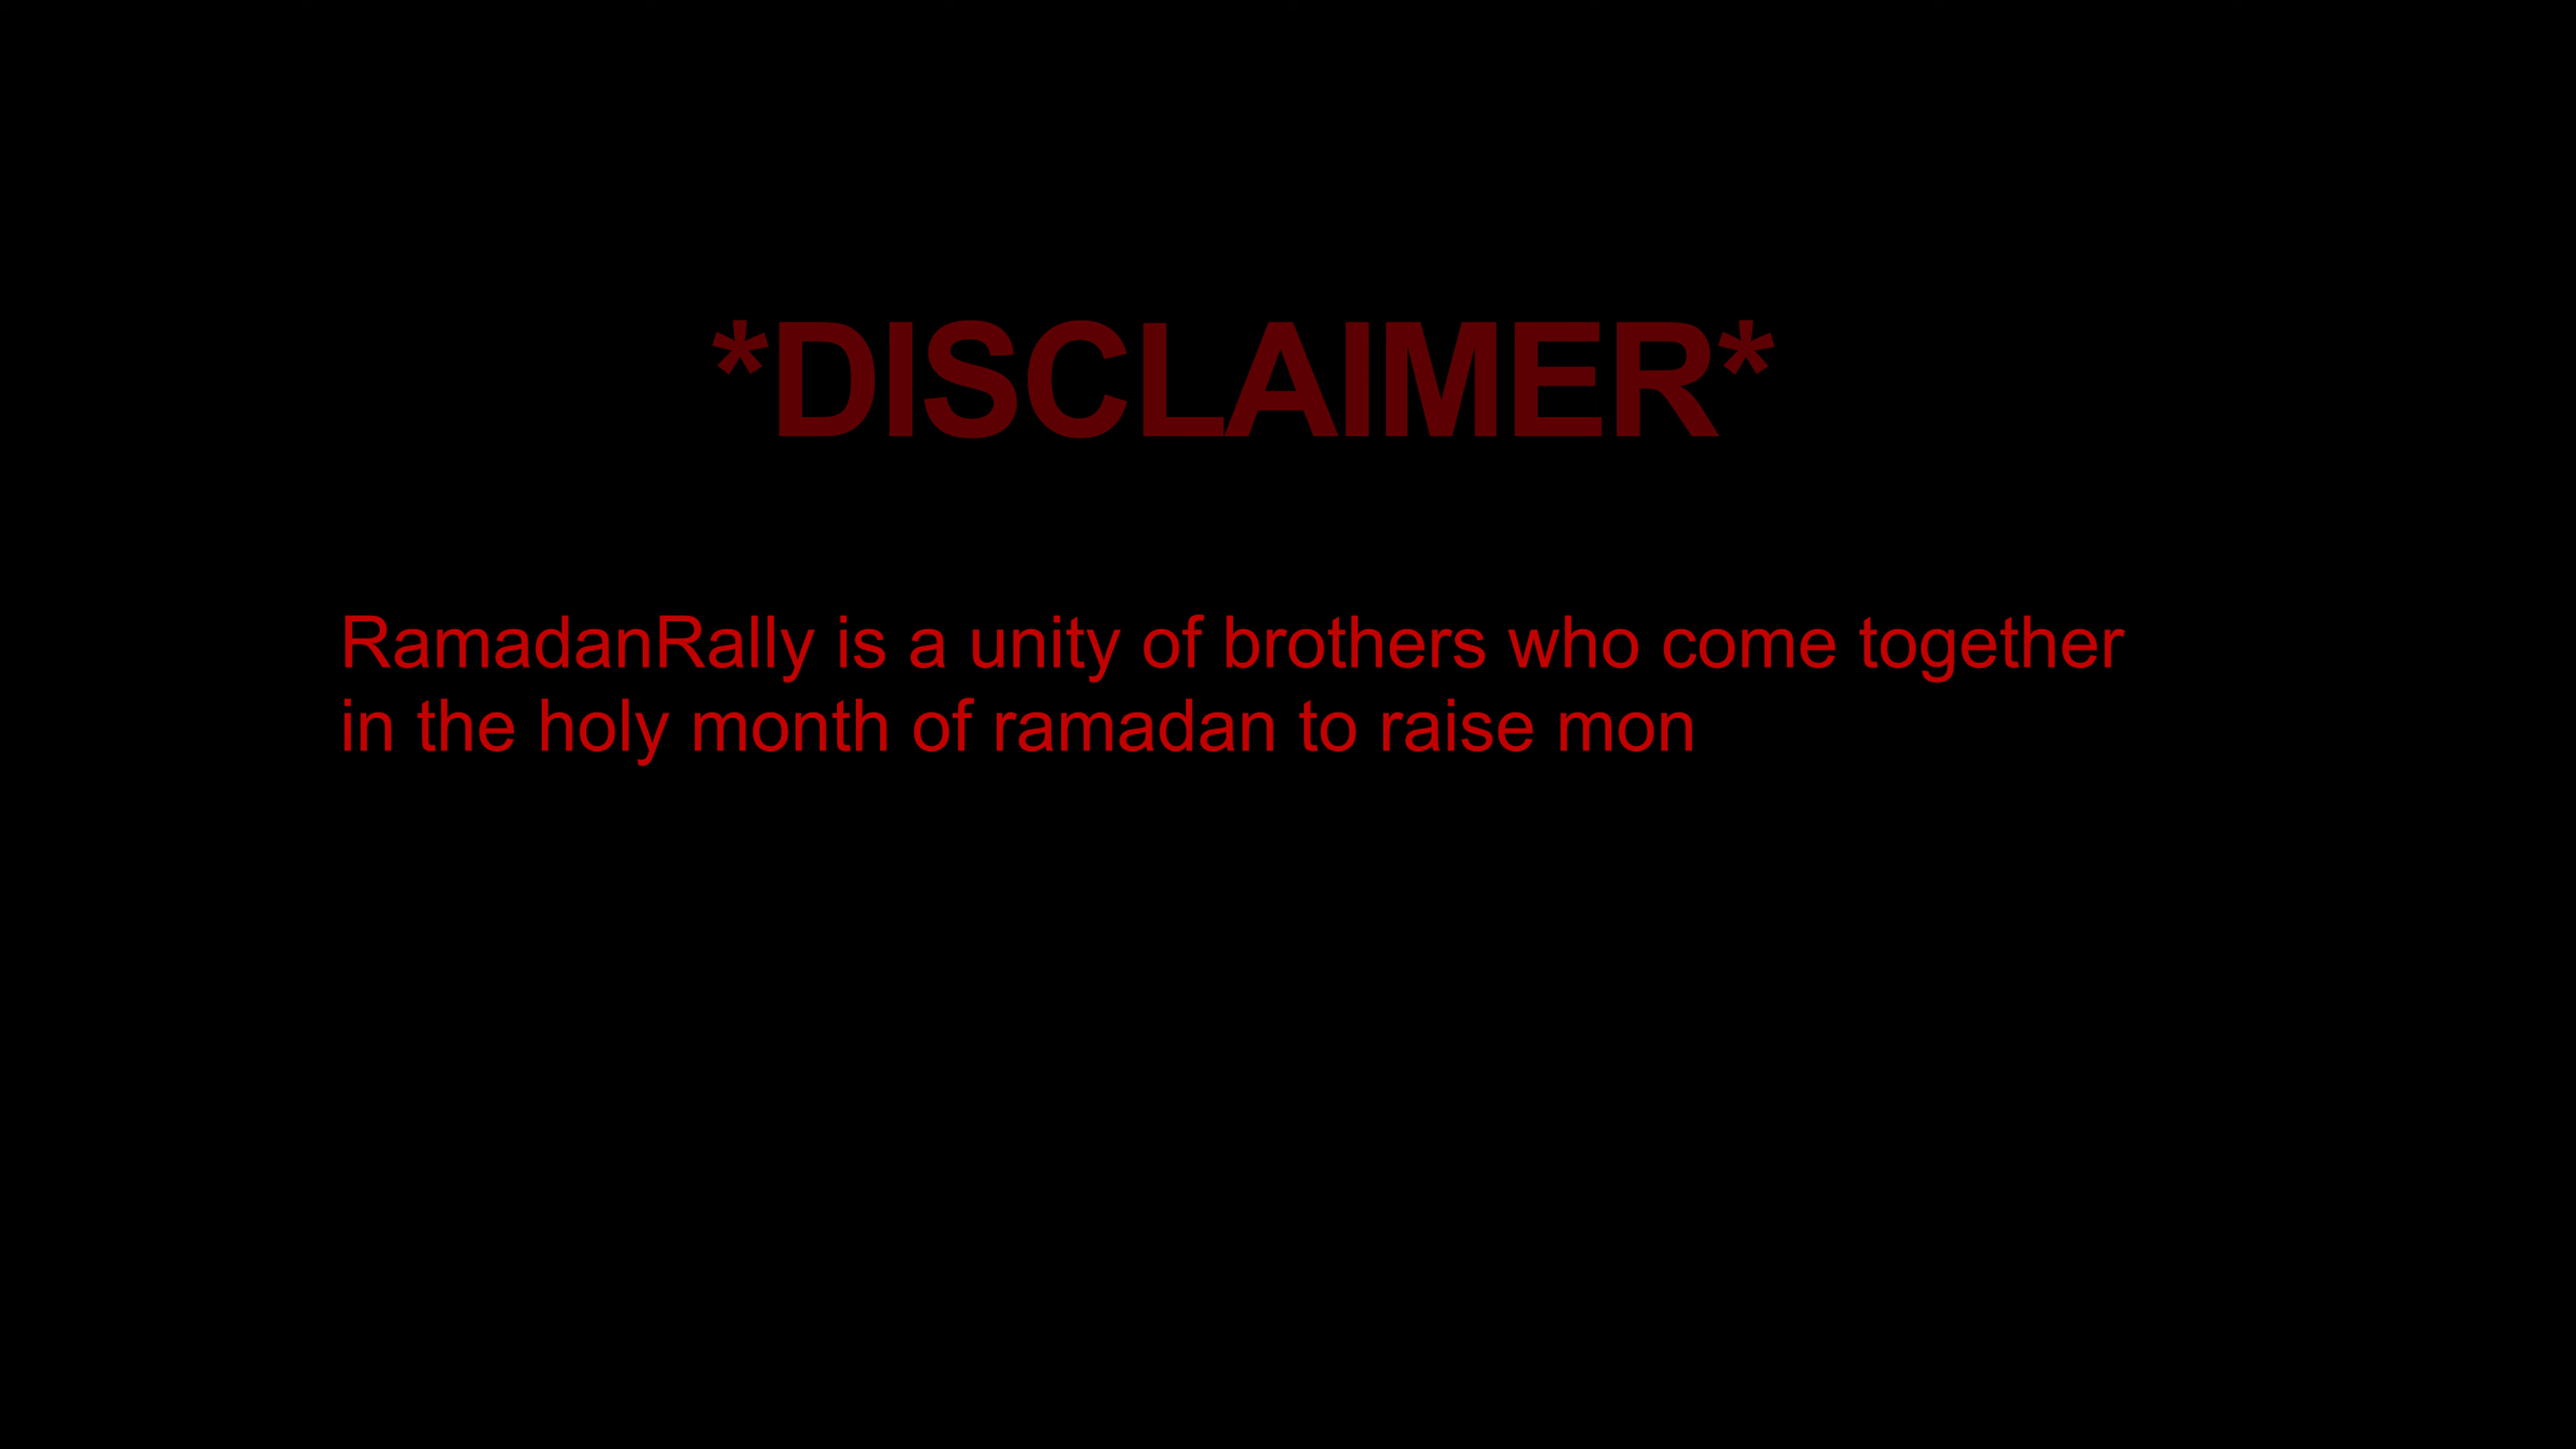 *DISCLAIMER*
RamadanRally is a unity of brothers who come together
in the holy month of ramadan to raise mon